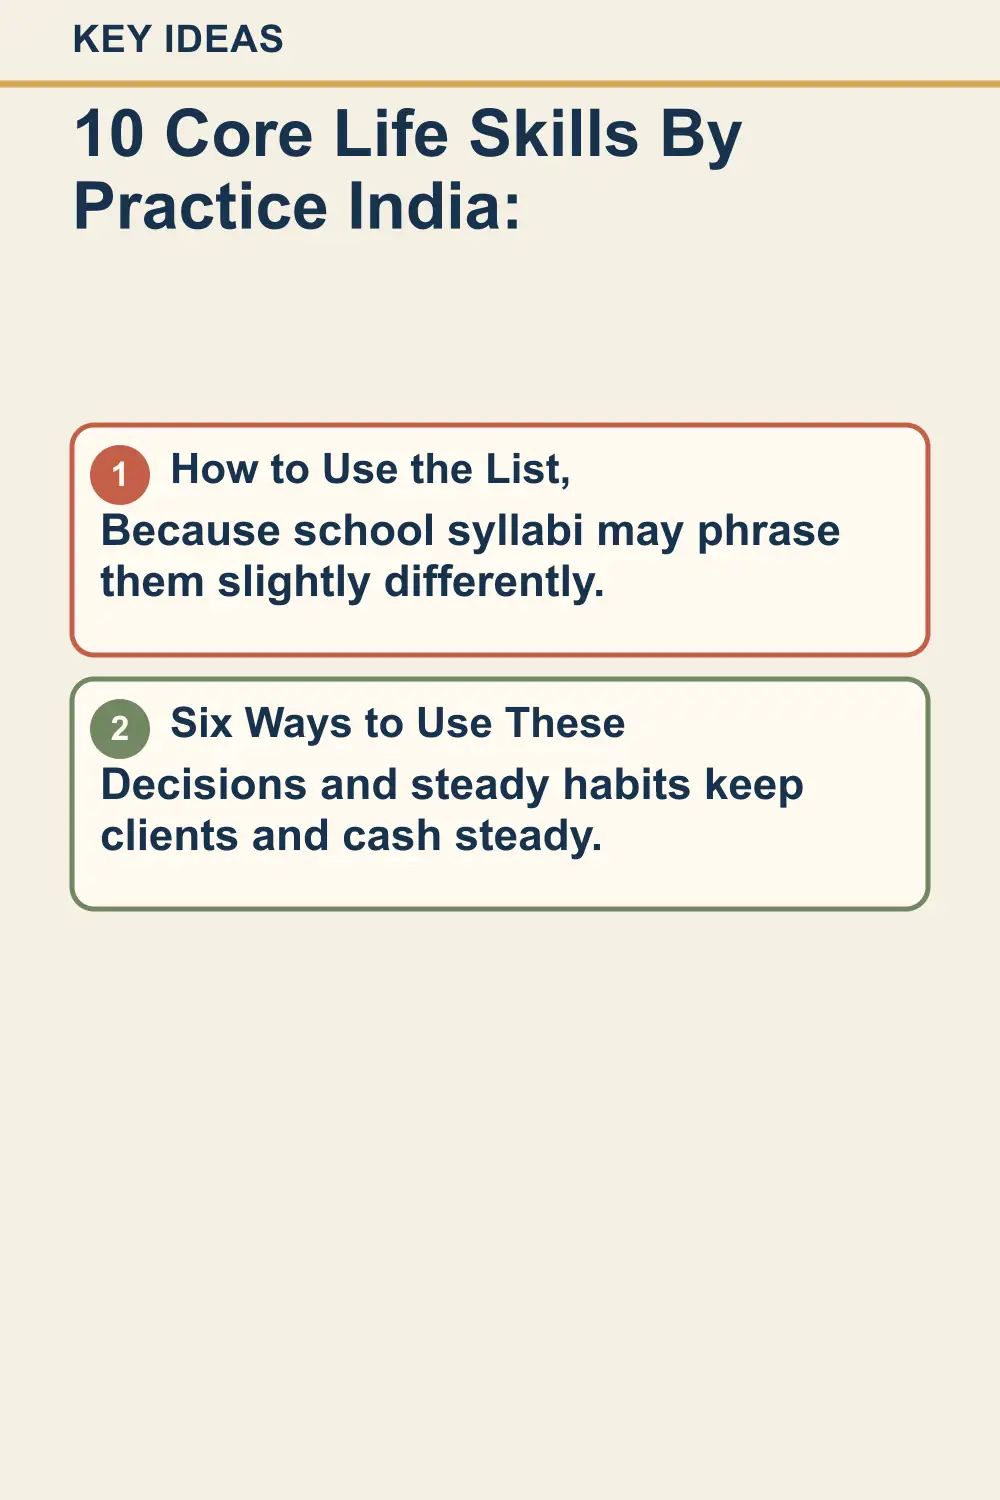 KEY IDEAS
10 Core Life Skills By
Practice India:
1
How to Use the List,
Because school syllabi may phrase
them slightly differently.
2
Six Ways to Use These
Decisions and steady habits keep
clients and cash steady.